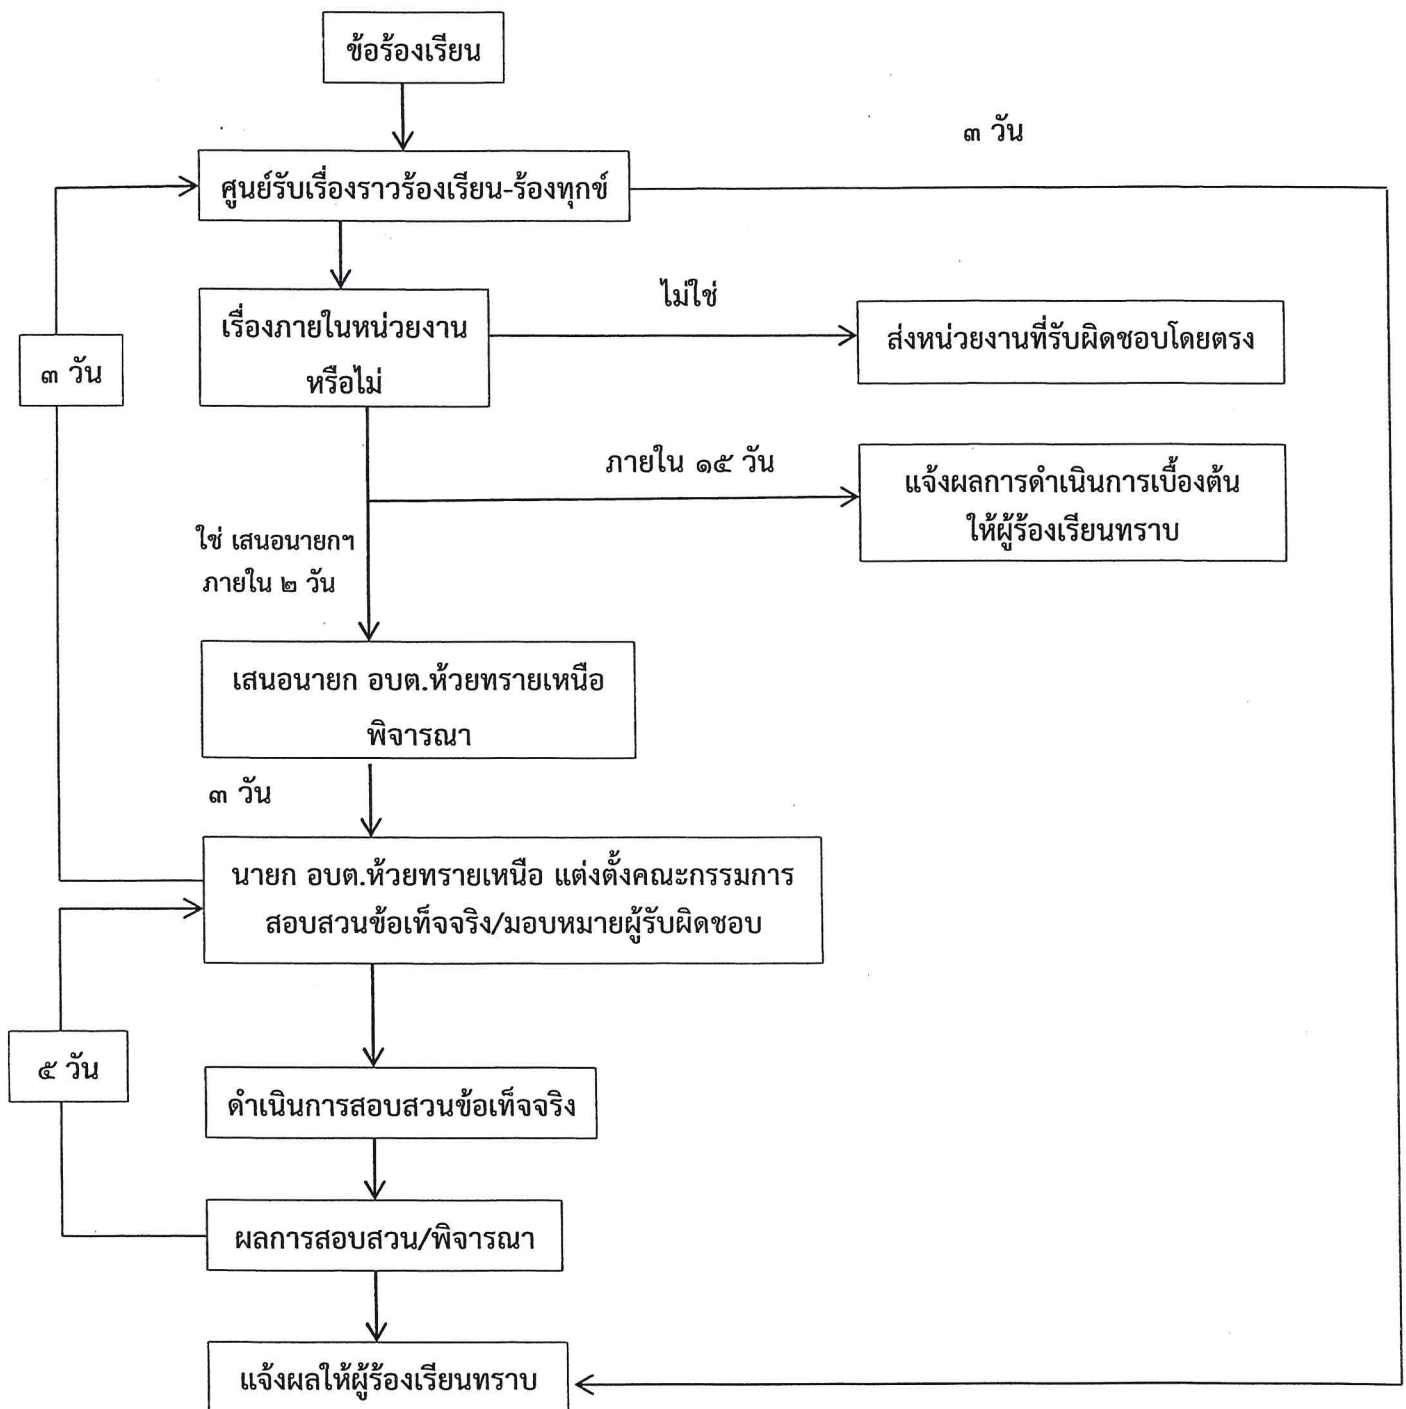 ข้อร้องเรียน
๓ วัน
ศูนย์รับเรื่องราวร้องเรียน-ร้องทุกข์
ไม่ใช่
เรื่องภายในหน่วยงาน
หรือไม่
ส่งหน่วยงานที่รับผิดชอบโดยตรง
๓ วัน
ภายใน ๑๕ วัน
แจ้งผลการดำเนินการเบื้องต้น
ให้ผู้ร้องเรียนทราบ
ใช่ เสนอนายกฯ
ภายใน ๒ วัน
เสนอนายก อบต.ห้วยทรายเหนือ
พิจารณา
๓ วัน
นายก อบต.ห้วยทรายเหนือ แต่งตั้งคณะกรรมการ
สอบสวนข้อเท็จจริง/มอบหมายผู้รับผิดชอบ
๕ วัน
ดำเนินการสอบสวนข้อเท็จจริง
ผลการสอบสวน/พิจารณา
แจ้งผลให้ผู้ร้องเรียนทราบ